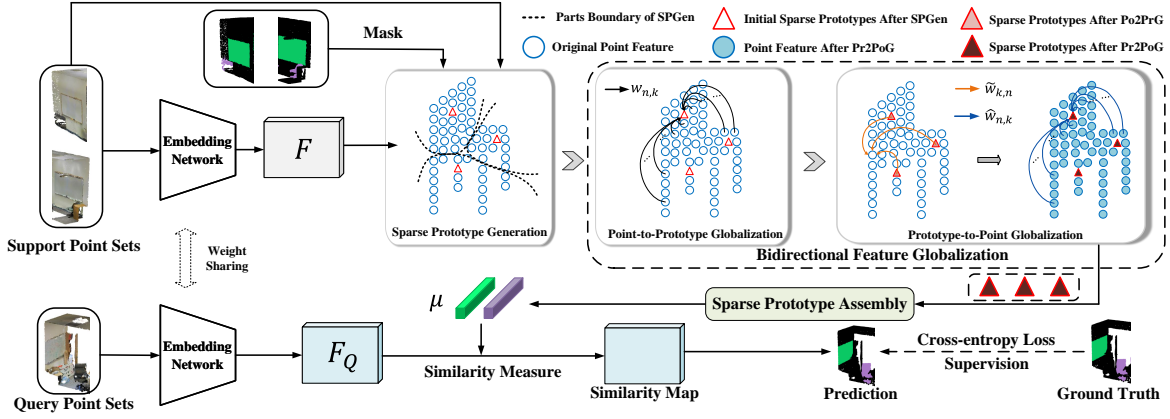 Parts Boundary of SPGen
Initial Sparse Prototypes After SPGen
Sparse Prototypes After Po2PrG
Original Point Feature
Point Feature After Pr2PoG
Sparse Prototypes After Pr2PoG
Mask
Embedding
Network
F
w_{n,k}
w̃_{k,n}
ŵ_{n,k}
...
...
...
...
Support Point Sets
Sparse Prototype Generation
Point-to-Prototype Globalization
Prototype-to-Point Globalization
Bidirectional Feature Globalization
Weight
Sharing
μ
Sparse Prototype Assembly
Embedding
Network
F_Q
Similarity Measure
Similarity Map
Cross-entropy Loss
Supervision
Query Point Sets
Prediction
Ground Truth